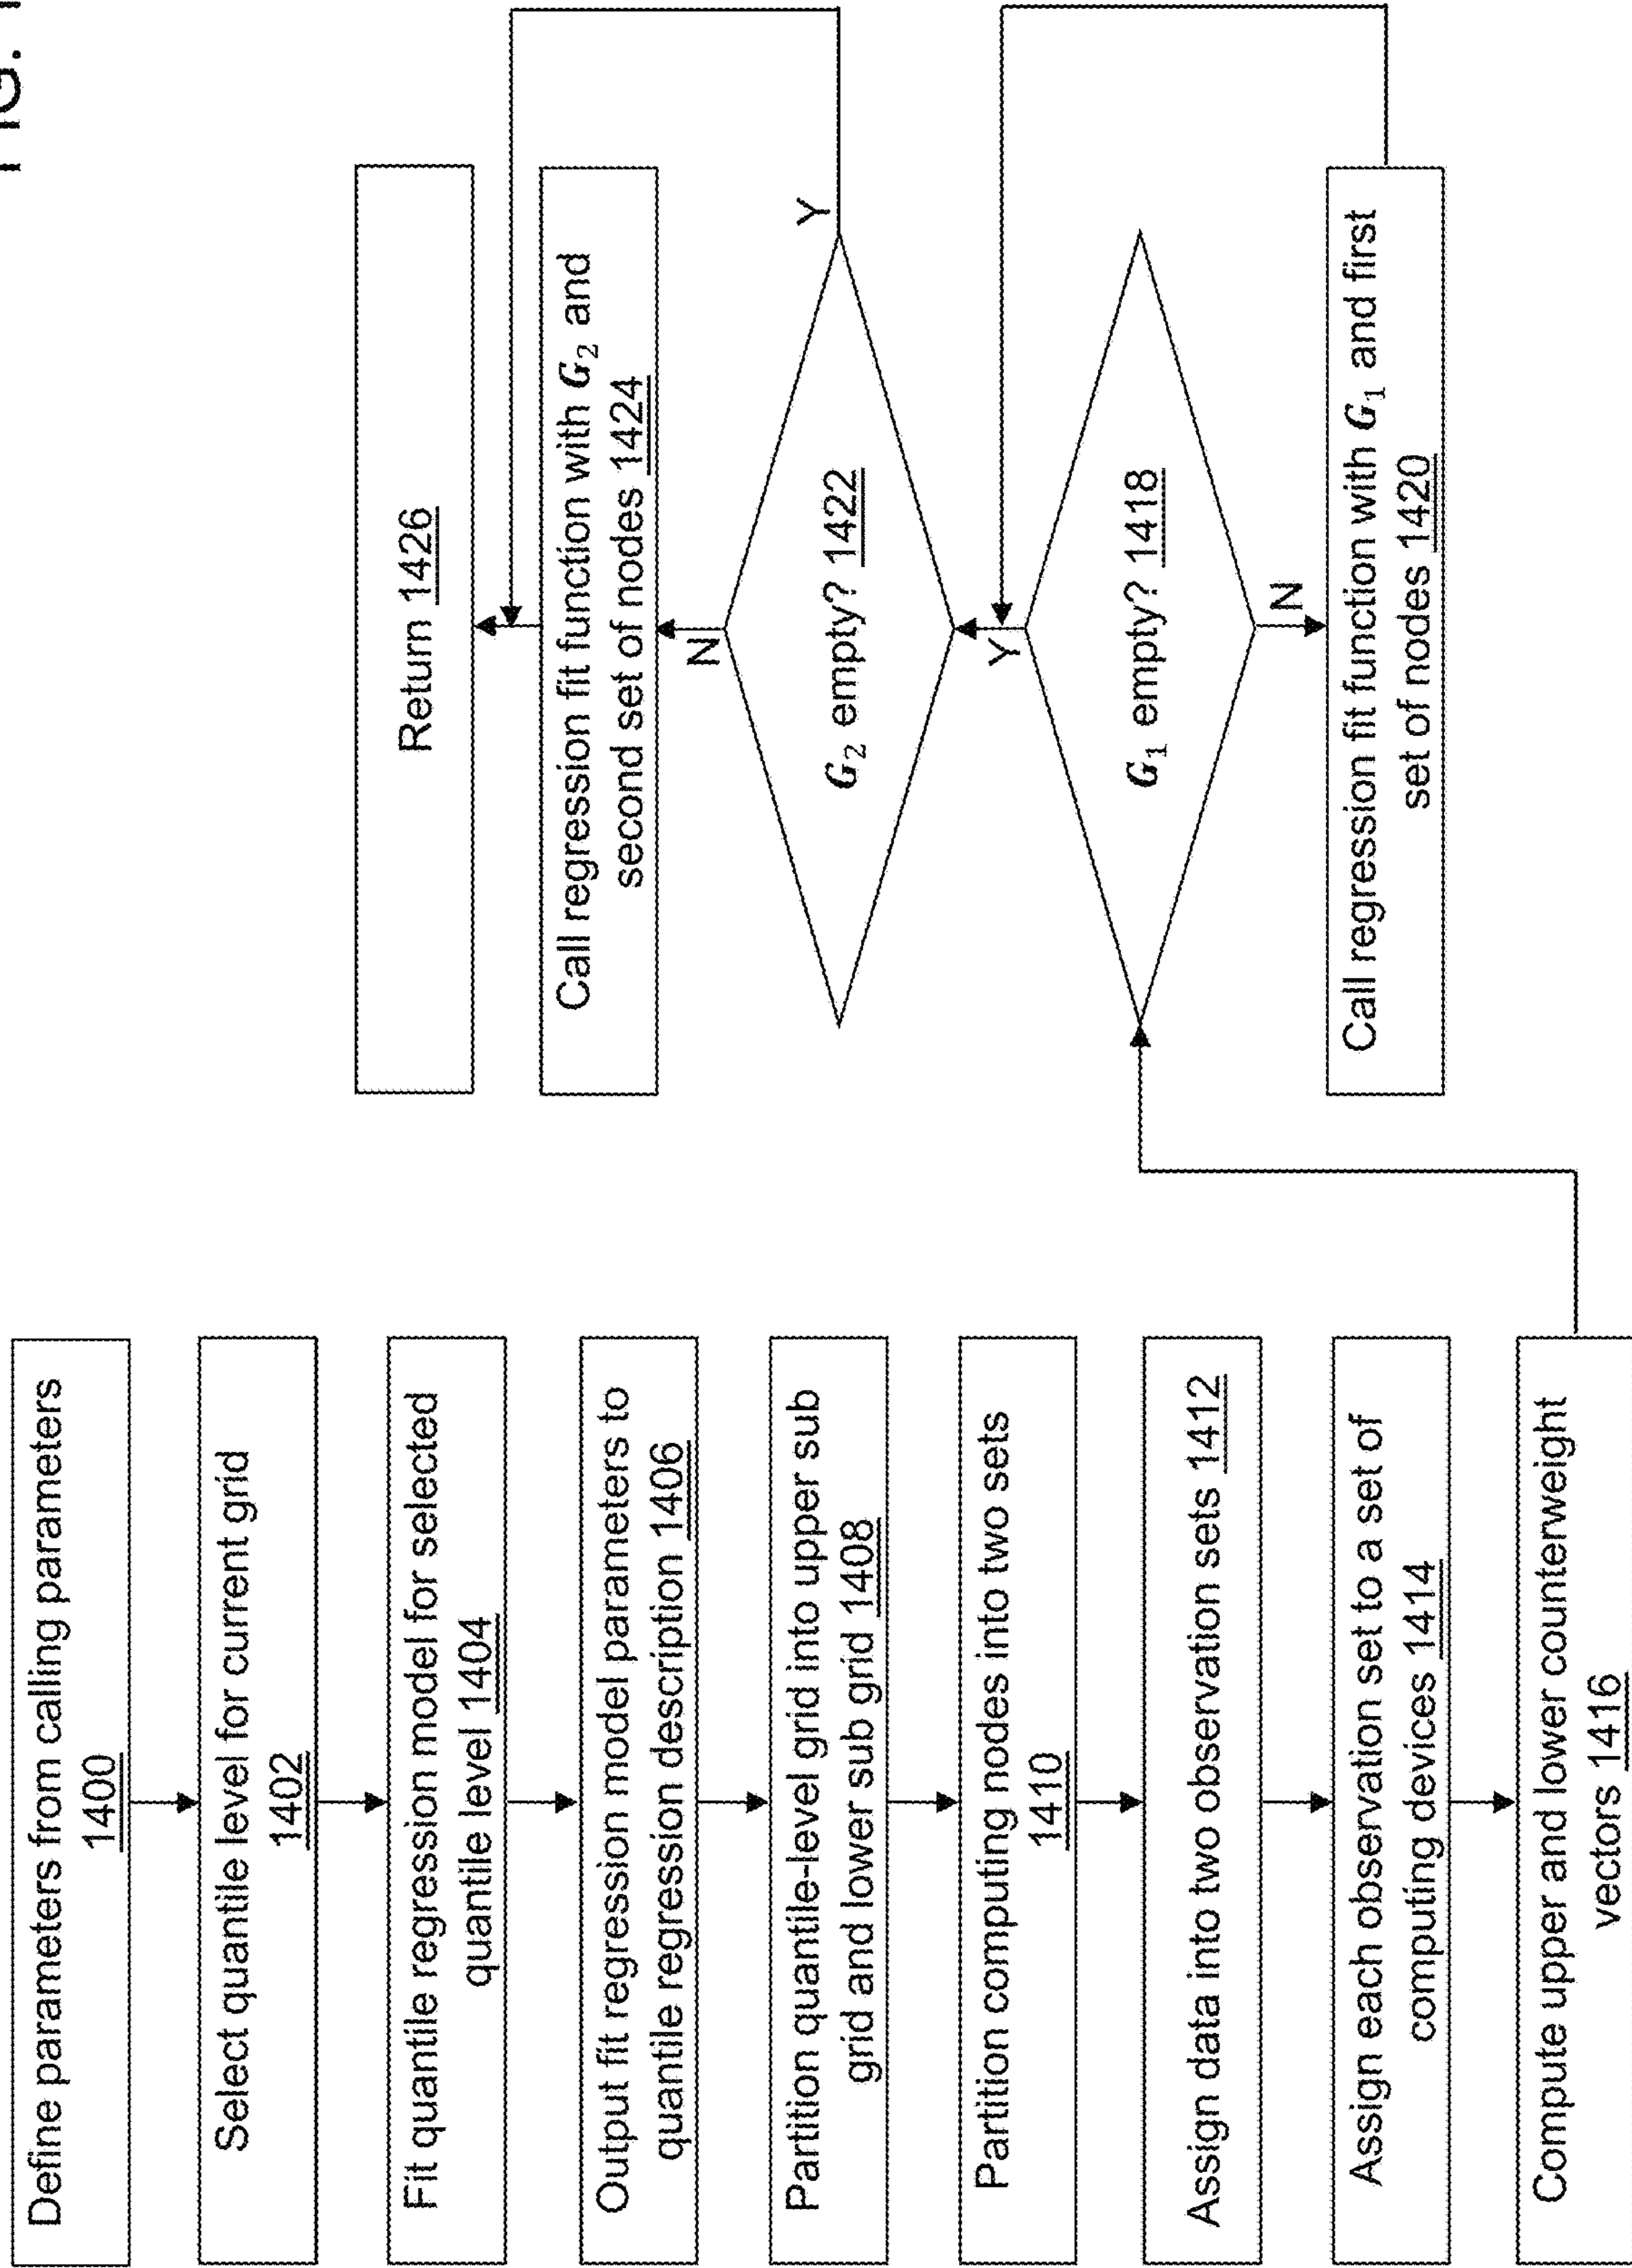 FIG.
Define parameters from calling parameters
1400
Select quantile level for current grid
1402
Fit quantile regression model for selected
quantile level 1404
Output fit regression model parameters to
quantile regression description 1406
Partition quantile-level grid into upper sub
grid and lower sub grid 1408
Partition computing nodes into two sets
1410
Assign data into two observation sets 1412
Assign each observation set to a set of
computing devices 1414
Compute upper and lower counterweight
vectors 1416
Return 1426
Call regression fit function with G₂ and
second set of nodes 1424
N
Y
G₂ empty? 1422
Y
G₁ empty? 1418
N
Call regression fit function with G₁ and first
set of nodes 1420